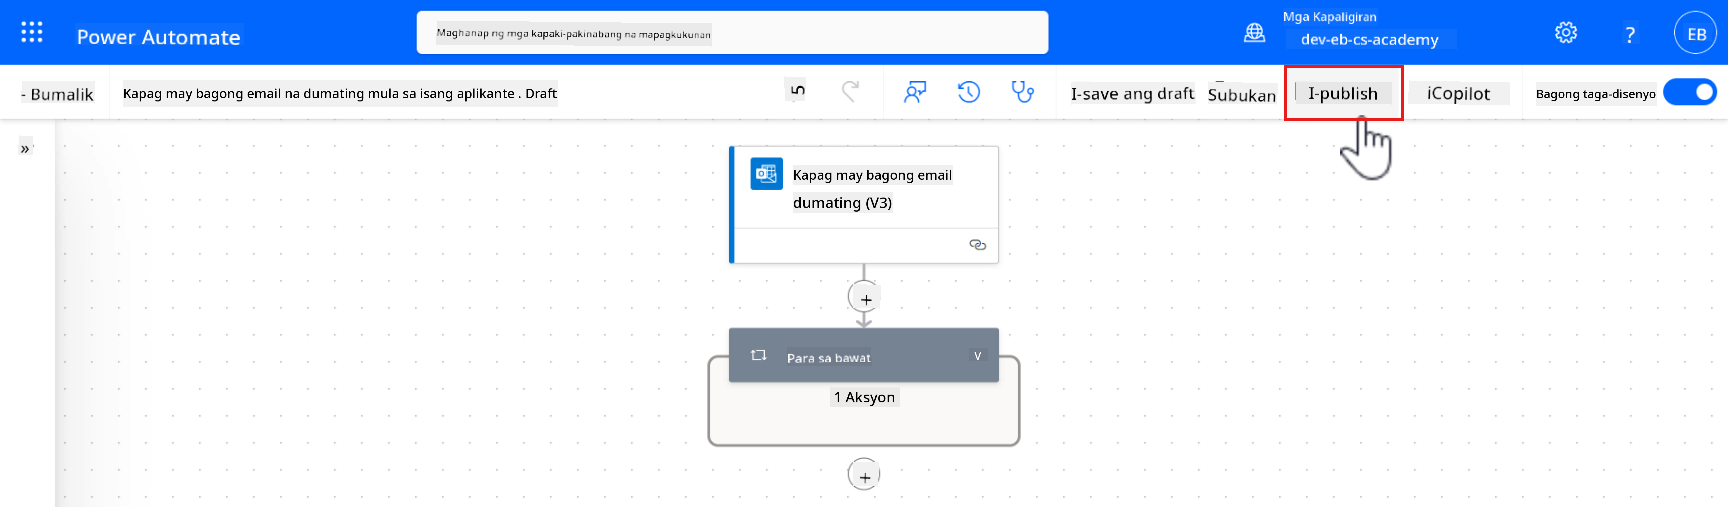 Power Automate
Maghanap ng mga kapaki-pakinabang na mapagkukunan
Mga Kapaligiran
dev-eb-cs-academy
?
EB
- Bumalik
Kapag may bagong email na dumating mula sa isang aplikante . Draft
5
I-save ang draft
Subukan
I-publish
iCopilot
Bagong taga-disenyo
»
Kapag may bagong email
dumating (V3)
+
Para sa bawat
V
1 Aksyon
+